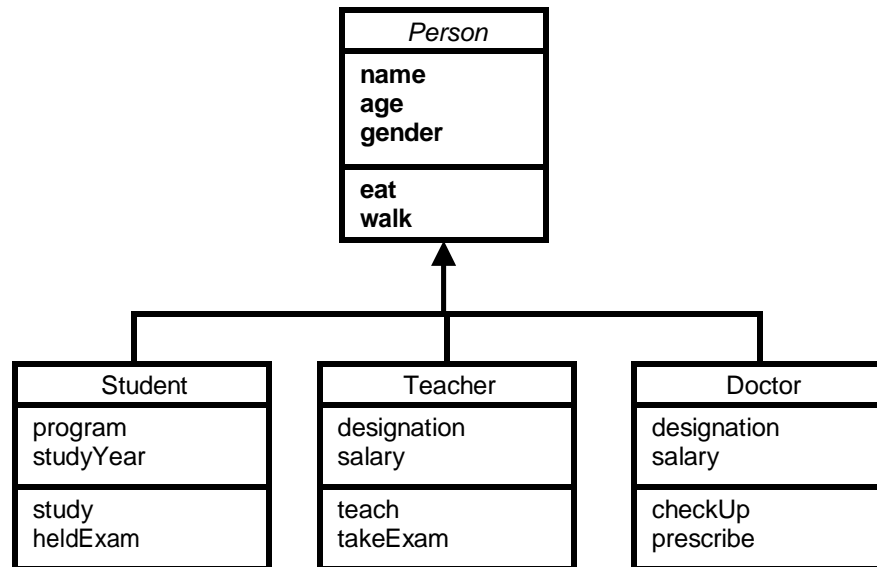 Person
name
age
gender
eat
walk
Student
program
studyYear
study
heldExam
Teacher
designation
salary
teach
takeExam
Doctor
designation
salary
checkUp
prescribe